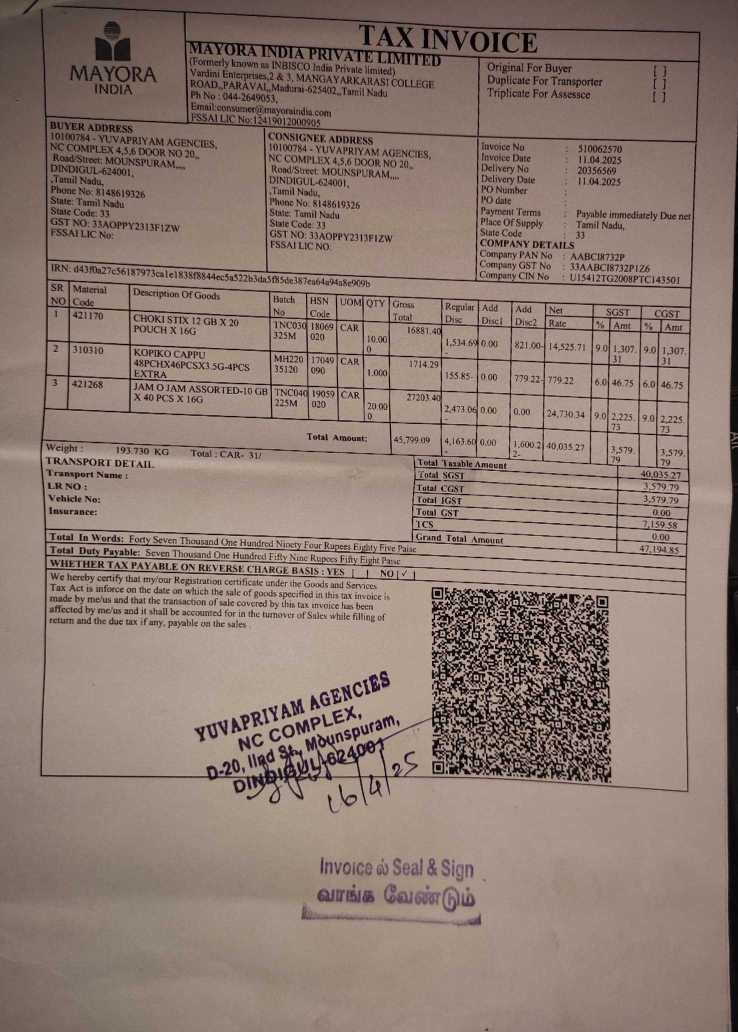 MAYORA
INDIA
TAX INVOICE
MAYORA INDIA PRIVATE LIMITED
(Formerly known as INBISCO India Private limited)
Vardini Enterprises,2 & 3, MANGAYARKARASI COLLEGE
ROAD,,PARAVAI,,Madurai-625402,,Tamil Nadu
Ph No : 044-2649053,
Email:consumer@mayoraindia.com
FSSAI LIC No:12419012000905
Original For Buyer [ ]
Duplicate For Transporter [ ]
Triplicate For Assessce [ ]
BUYER ADDRESS
10100784 - YUVAPRIYAM AGENCIES,
NC COMPLEX 4,5,6 DOOR NO 20,,
Road/Street: MOUNSPURAM,,,,
DINDIGUL-624001,
,Tamil Nadu,
Phone No: 8148619326
State: Tamil Nadu
State Code: 33
GST NO: 33AOPPY2313F1ZW
FSSAI LIC No:
CONSIGNEE ADDRESS
10100784 - YUVAPRIYAM AGENCIES,
NC COMPLEX 4,5,6 DOOR NO 20,,
Road/Street: MOUNSPURAM,,,,
DINDIGUL-624001,
,Tamil Nadu,
Phone No: 8148619326
State: Tamil Nadu
State Code: 33
GST NO: 33AOPPY2313F1ZW
FSSAI LIC NO:
Invoice No : 510062570
Invoice Date : 11.04.2025
Delivery No : 20356569
Delivery Date : 11.04.2025
PO Number :
PO date :
Payment Terms : Payable immediately Due net
Place Of Supply : Tamil Nadu,
State Code : 33
COMPANY DETAILS
Company PAN No : AABCI8732P
Company GST No : 33AABCI8732P1Z6
Company CIN No : U15412TG2008PTC143501
IRN: d43f0a27c56187973ca1e1838f8844ec5a522b3da5f85de387ea64a94a8e909b
SR NO Material Code Description Of Goods Batch No HSN Code UOM QTY Gross Total Regular Disc Add Disc1 Add Disc2 Net Rate SGST % Amt CGST % Amt
1 421170 CHOKI STIX 12 GB X 20 POUCH X 16G TNC030325M 18069020 CAR 10.000 16881.40 1,534.69- 0.00 821.00- 14,525.71 9.0 1,307.31 9.0 1,307.31
2 310310 KOPIKO CAPPU 48PCHX46PCSX3.5G-4PCS EXTRA MH22035120 17049090 CAR 1.000 1714.29 155.85- 0.00 779.22- 779.22 6.0 46.75 6.0 46.75
3 421268 JAM O JAM ASSORTED-10 GB X 40 PCS X 16G TNC040225M 19059020 CAR 20.000 27203.40 2,473.06- 0.00 0.00 24,730.34 9.0 2,225.73 9.0 2,225.73
Total Amount: 45,799.09 4,163.60- 0.00 1,600.22- 40,035.27 3,579.79 3,579.79
Weight : 193.730 KG Total : CAR- 31/
TRANSPORT DETAIL
Transport Name :
LR NO :
Vehicle No:
Insurance:
Total Taxable Amount 40,035.27
Total SGST 3,579.79
Total CGST 3,579.79
Total IGST 0.00
Total GST 7,159.58
TCS 0.00
Grand Total Amount 47,194.85
Total In Words: Forty Seven Thousand One Hundred Ninety Four Rupees Eighty Five Paise
Total Duty Payable: Seven Thousand One Hundred Fifty Nine Rupees Fifty Eight Paise
WHETHER TAX PAYABLE ON REVERSE CHARGE BASIS : YES [ ] NO [✓]
We hereby certify that my/our Registration certificate under the Goods and Services
Tax Act is inforce on the date on which the sale of goods specified in this tax invoice is
made by me/us and that the transaction of sale covered by this tax invoice has been
affected by me/us and it shall be accounted for in the turnover of Sales while filling of
return and the due tax if any, payable on the sales .
YUVAPRIYAM AGENCIES
NC COMPLEX,
D-20, IInd St., Mounspuram,
DINDIGUL-624001
16/4/25
Invoice ல் Seal & Sign
வாங்க வேண்டும்